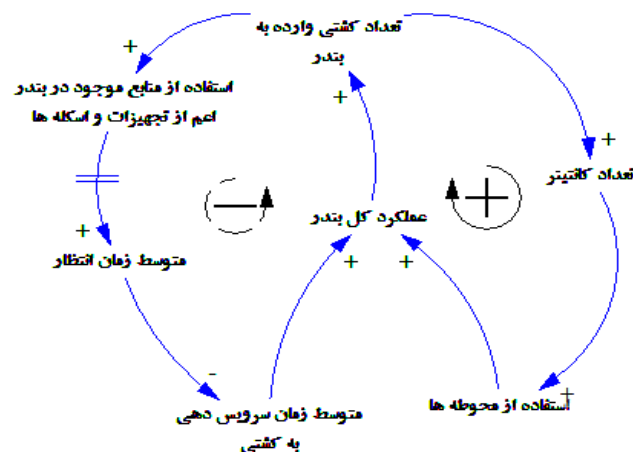 تعداد کشتی وارده به
بندر
+
+
استفاده از منابع موجود در بندر
اعم از تجهیزات و اسکله ها
+
+
تعداد کانتینر
عملکرد کل بندر
+
متوسط زمان انتظار
+
+
-
متوسط زمان سرویس دهی
به کشتی
استفاده از محوطه ها
+